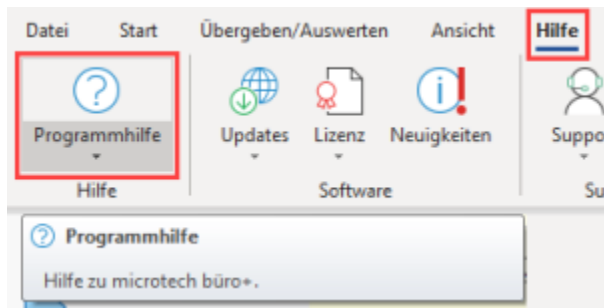 Datei Start Übergeben/Auswerten Ansicht Hilfe
Programmhilfe Updates Lizenz Neuigkeiten
Hilfe Software
Programmhilfe
Hilfe zu microtech büro+.